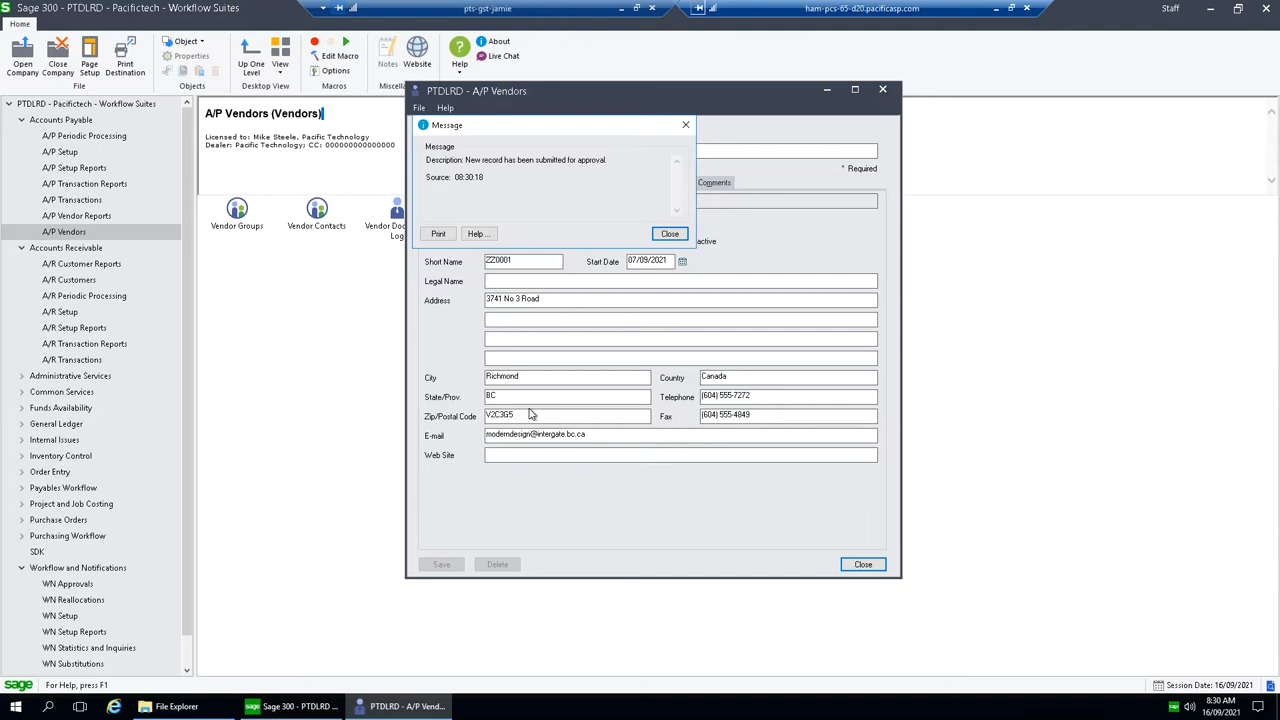 Sage 300 - PTDLRD - Pacifictech - Workflow Suites
pts-gst-jamie
ham-pcs-65-d20.pacificasp.com
Staff
Home
Open Company
Close Company
Page Setup
Print Destination
File
Object
Properties
Objects
Up One Level
View
Desktop View
Edit Macro
Options
Macros
Notes
Website
Help
About
Live Chat
PTDLRD - Pacifictech - Workflow Suites
Accounts Payable
A/P Periodic Processing
A/P Setup
A/P Setup Reports
A/P Transaction Reports
A/P Transactions
A/P Vendor Reports
A/P Vendors
Accounts Receivable
A/R Customer Reports
A/R Customers
A/R Periodic Processing
A/R Setup
A/R Setup Reports
A/R Transaction Reports
A/R Transactions
Administrative Services
Common Services
Funds Availability
General Ledger
Internal Issues
Inventory Control
Order Entry
Payables Workflow
Project and Job Costing
Purchase Orders
Purchasing Workflow
SDK
Workflow and Notifications
WN Approvals
WN Reallocations
WN Setup
WN Setup Reports
WN Statistics and Inquiries
WN Substitutions
A/P Vendors (Vendors)
Licensed to: Mike Steele, Pacific Technology
Dealer: Pacific Technology; CC: 000000000000000
Vendor Groups
Vendor Contacts
PTDLRD - A/P Vendors
File Help
Message
Message
Description: New record has been submitted for approval.
Source: 08:30:18
Print Help ... Close
* Required
Comments
Short Name ZZ0001 Start Date 07/09/2021
Legal Name
Address 3741 No 3 Road
City Richmond Country Canada
State/Prov. BC Telephone (604) 555-7272
Zip/Postal Code V2C3G5 Fax (604) 555-4849
E-mail moderndesign@intergate.bc.ca
Web Site
Save Delete Close
sage For Help, press F1
Session Date: 16/09/2021
File Explorer
Sage 300 - PTDLRD ...
PTDLRD - A/P Vend...
8:30 AM
16/09/2021